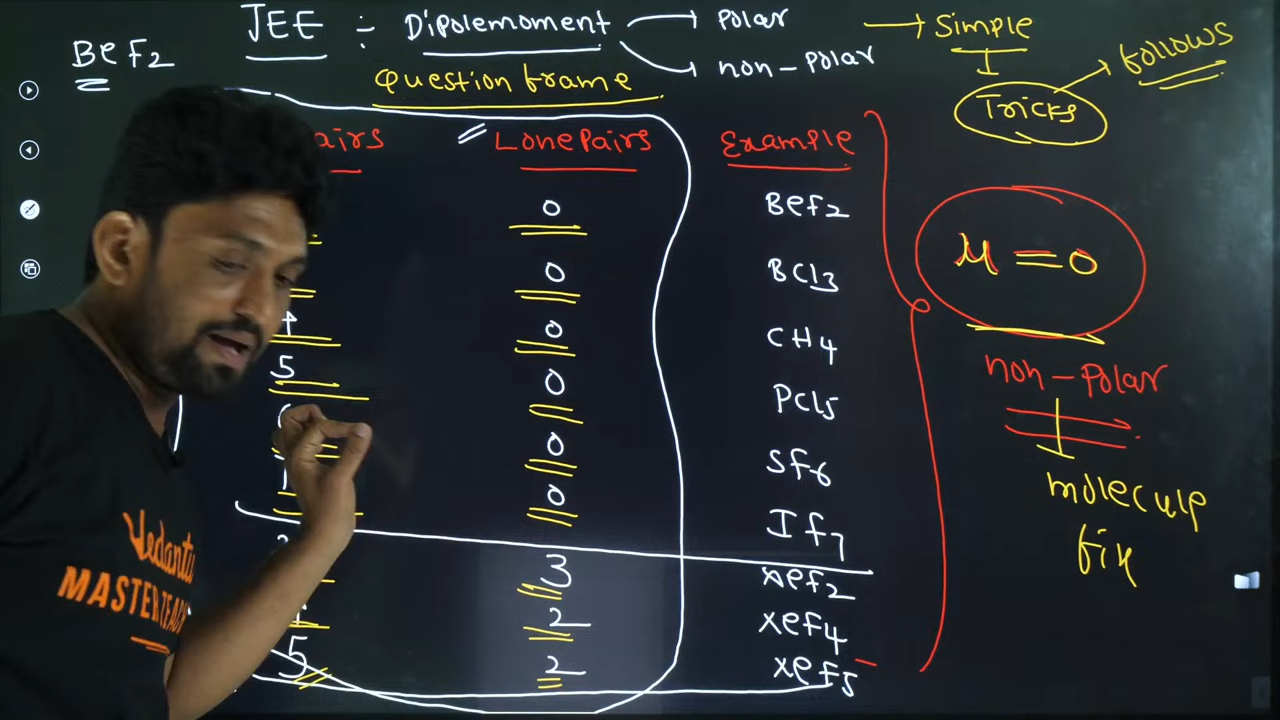 JEE :- Dipolemoment → Polar → Simple
BeF2
→ non-Polar
follows
Question frame
Tricks
airs Lone Pairs Example
0 BeF2
0 BCl3
μ = 0
4 0 CH4
5 0 PCl5
non-Polar
0 SF6
0 IF7
molecule
fix
3 XeF2
2 XeF4
5 2 XeF5-
Vedantu
MASTER TEAC